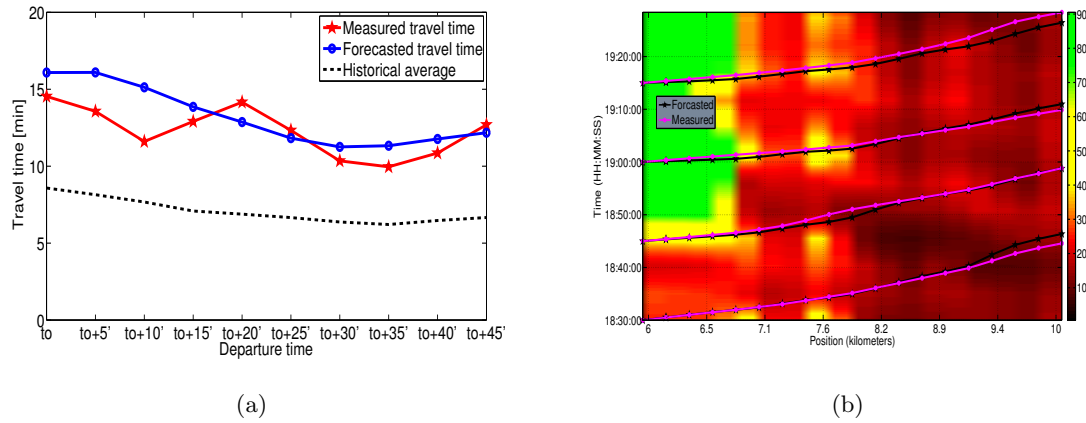 20
15
10
5
0
Travel time [min]
Measured travel time
Forecasted travel time
Historical average
to
to+5'
to+10'
to+15'
to+20'
to+25'
to+30'
to+35'
to+40'
to+45'
Departure time
(a)
19:20:00
19:10:00
19:00:00
18:50:00
18:40:00
18:30:00
Time (HH:MM:SS)
Forcasted
Measured
6
6.5
7.1
7.6
8.2
8.9
9.4
10
Position (kilometers)
90
80
70
60
50
40
30
20
10
(b)